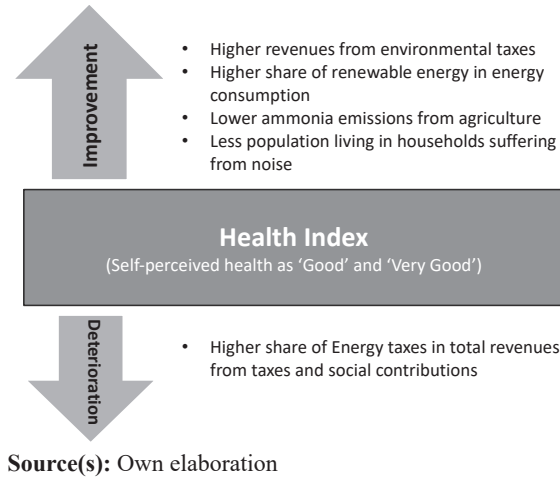 Improvement
• Higher revenues from environmental taxes
• Higher share of renewable energy in energy
consumption
• Lower ammonia emissions from agriculture
• Less population living in households suffering
from noise
Health Index
(Self-perceived health as ‘Good’ and ‘Very Good’)
Deterioration
• Higher share of Energy taxes in total revenues
from taxes and social contributions
Source(s): Own elaboration